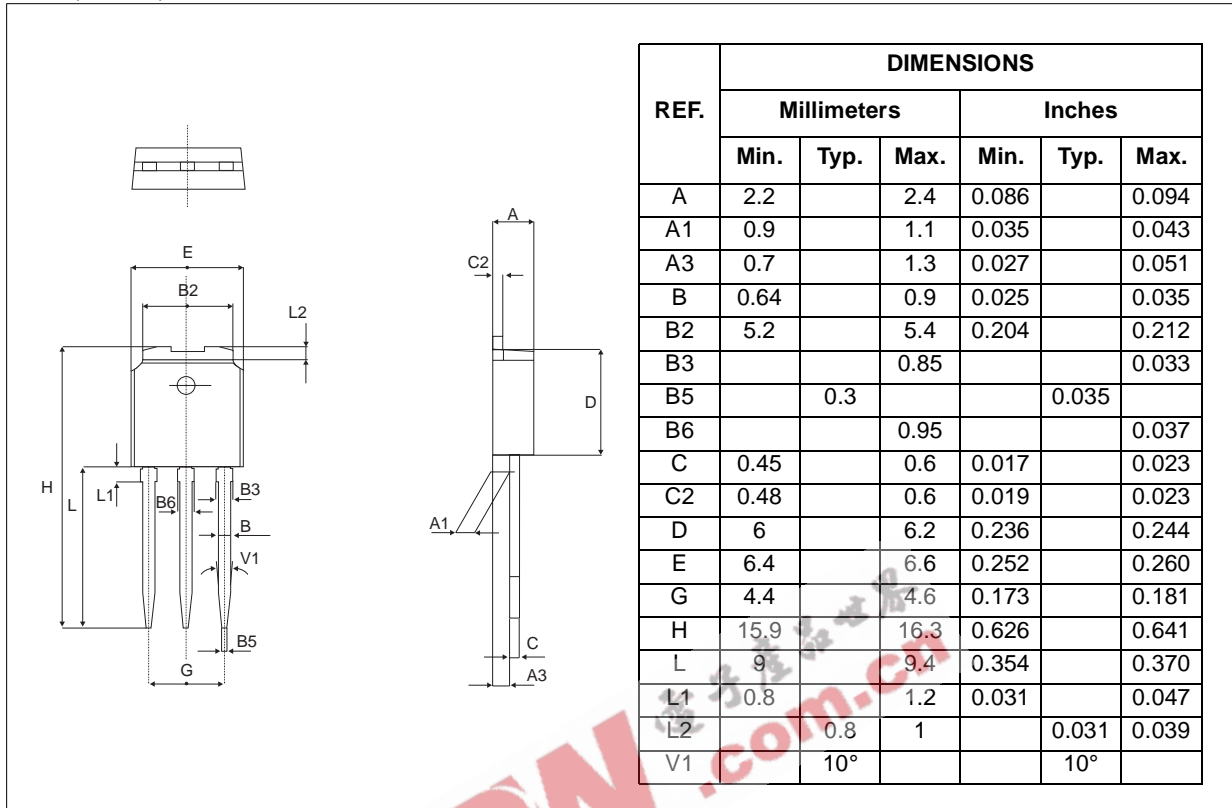 E
B2
L2
H
L
L1
B6
B3
B
V1
B5
G
A
C2
D
A1
C
A3
DIMENSIONS
REF. Millimeters Inches
Min. Typ. Max. Min. Typ. Max.
A 2.2 2.4 0.086 0.094
A1 0.9 1.1 0.035 0.043
A3 0.7 1.3 0.027 0.051
B 0.64 0.9 0.025 0.035
B2 5.2 5.4 0.204 0.212
B3 0.85 0.033
B5 0.3 0.035
B6 0.95 0.037
C 0.45 0.6 0.017 0.023
C2 0.48 0.6 0.019 0.023
D 6 6.2 0.236 0.244
E 6.4 6.6 0.252 0.260
G 4.4 4.6 0.173 0.181
H 15.9 16.3 0.626 0.641
L 9 9.4 0.354 0.370
L1 0.8 1.2 0.031 0.047
L2 0.8 1 0.031 0.039
V1 10° 10°
電子產品世界
.com.cn